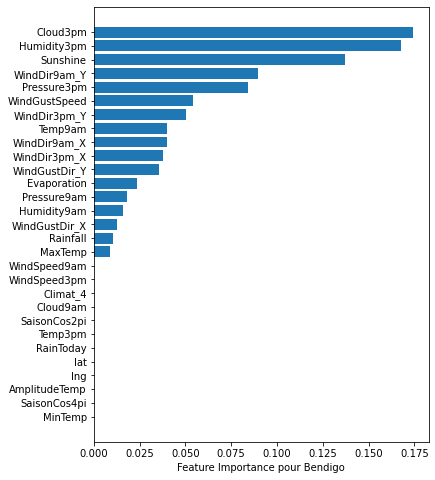 Cloud3pm
Humidity3pm
Sunshine
WindDir9am_Y
Pressure3pm
WindGustSpeed
WindDir3pm_Y
Temp9am
WindDir9am_X
WindDir3pm_X
WindGustDir_Y
Evaporation
Pressure9am
Humidity9am
WindGustDir_X
Rainfall
MaxTemp
WindSpeed9am
WindSpeed3pm
Climat_4
Cloud9am
SaisonCos2pi
Temp3pm
RainToday
lat
lng
AmplitudeTemp
SaisonCos4pi
MinTemp
0.000 0.025 0.050 0.075 0.100 0.125 0.150 0.175
Feature Importance pour Bendigo